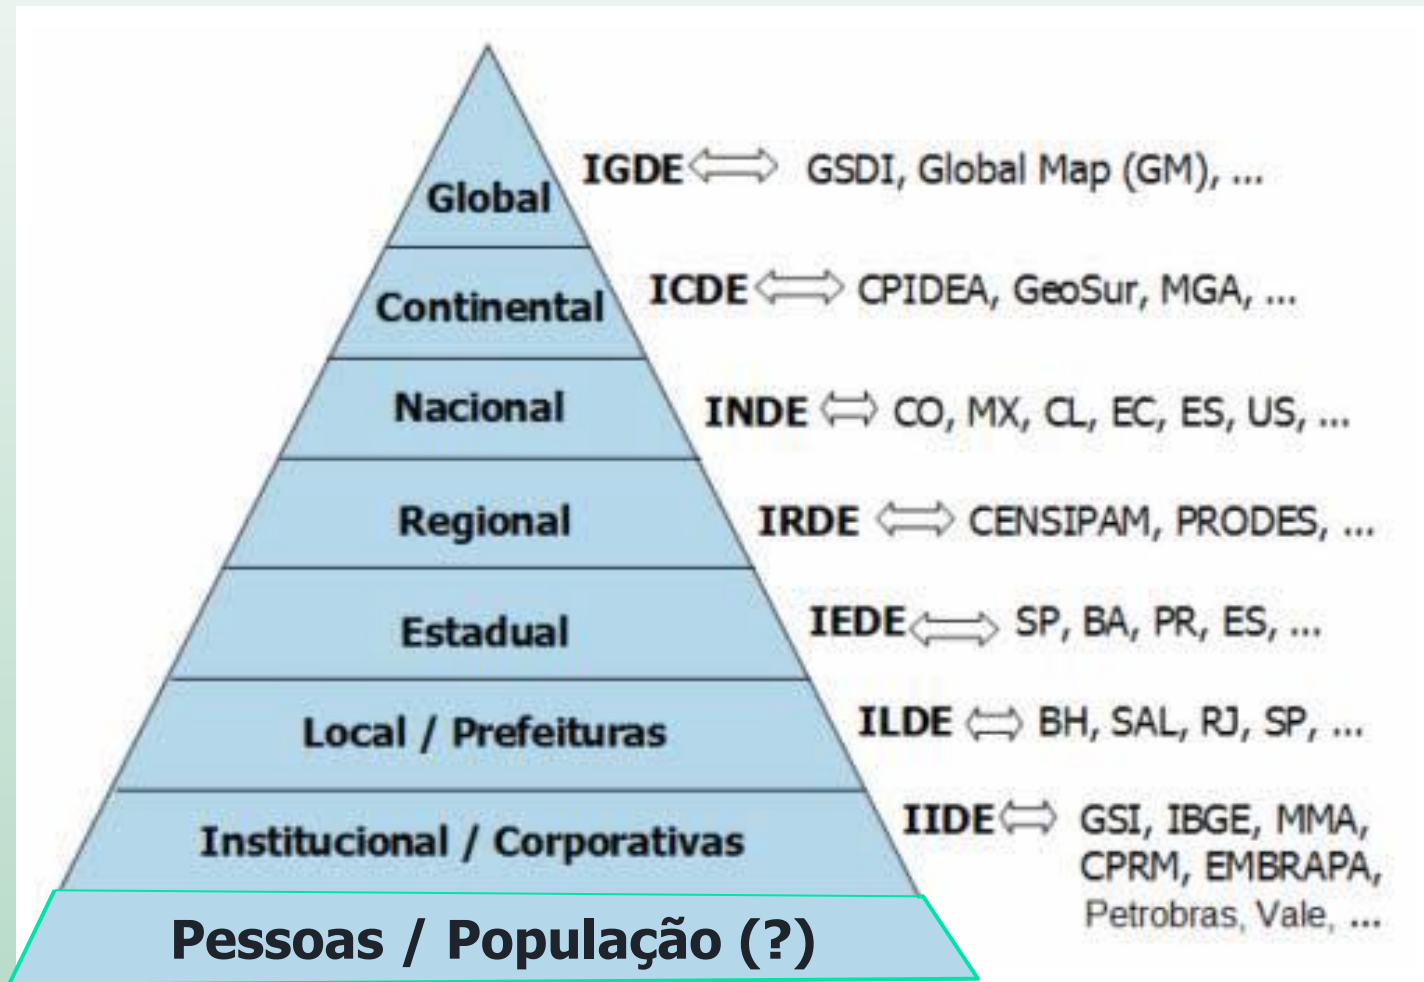 Global
IGDE GSDI, Global Map (GM), ...
Continental
ICDE CPIDEA, GeoSur, MGA, ...
Nacional
INDE CO, MX, CL, EC, ES, US, ...
Regional
IRDE CENSIPAM, PRODES, ...
Estadual
IEDE SP, BA, PR, ES, ...
Local / Prefeituras
ILDE BH, SAL, RJ, SP, ...
Institucional / Corporativas
IIDE GSI, IBGE, MMA,
CPRM, EMBRAPA,
Petrobras, Vale, ...
Pessoas / População (?)